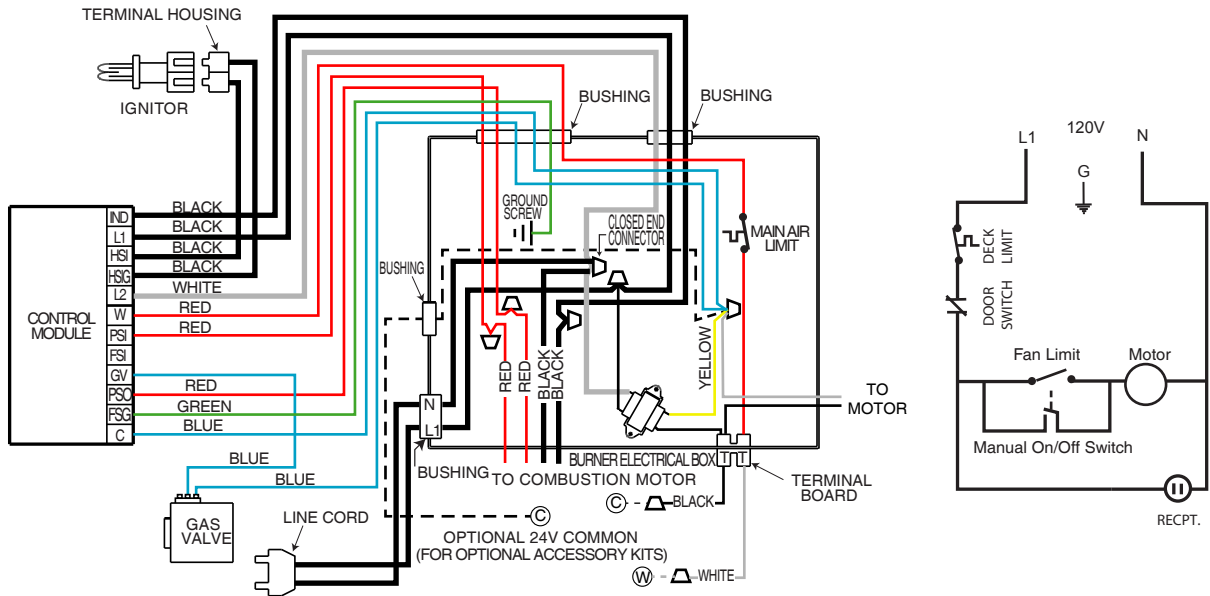 TERMINAL HOUSING
IGNITOR
BUSHING
BUSHING
L1
120V
N
G
CONTROL
MODULE
IND
L1
HSI
HSIG
L2
W
PSI
FSI
GV
PSO
FSG
C
BLACK
BLACK
BLACK
BLACK
WHITE
RED
RED
RED
GREEN
BLUE
BLUE
BLUE
GROUND
SCREW
CLOSED END
CONNECTOR
MAIN AIR
LIMIT
BUSHING
YELLOW
RED
RED
BLACK
BLACK
N
L1
BUSHING
BURNER ELECTRICAL BOX
T T
TO
MOTOR
TO COMBUSTION MOTOR
TERMINAL
BOARD
C
BLACK
C
OPTIONAL 24V COMMON
(FOR OPTIONAL ACCESSORY KITS)
W
WHITE
GAS
VALVE
LINE CORD
DECK
LIMIT
DOOR
SWITCH
Fan Limit
Motor
Manual On/Off Switch
RECPT.